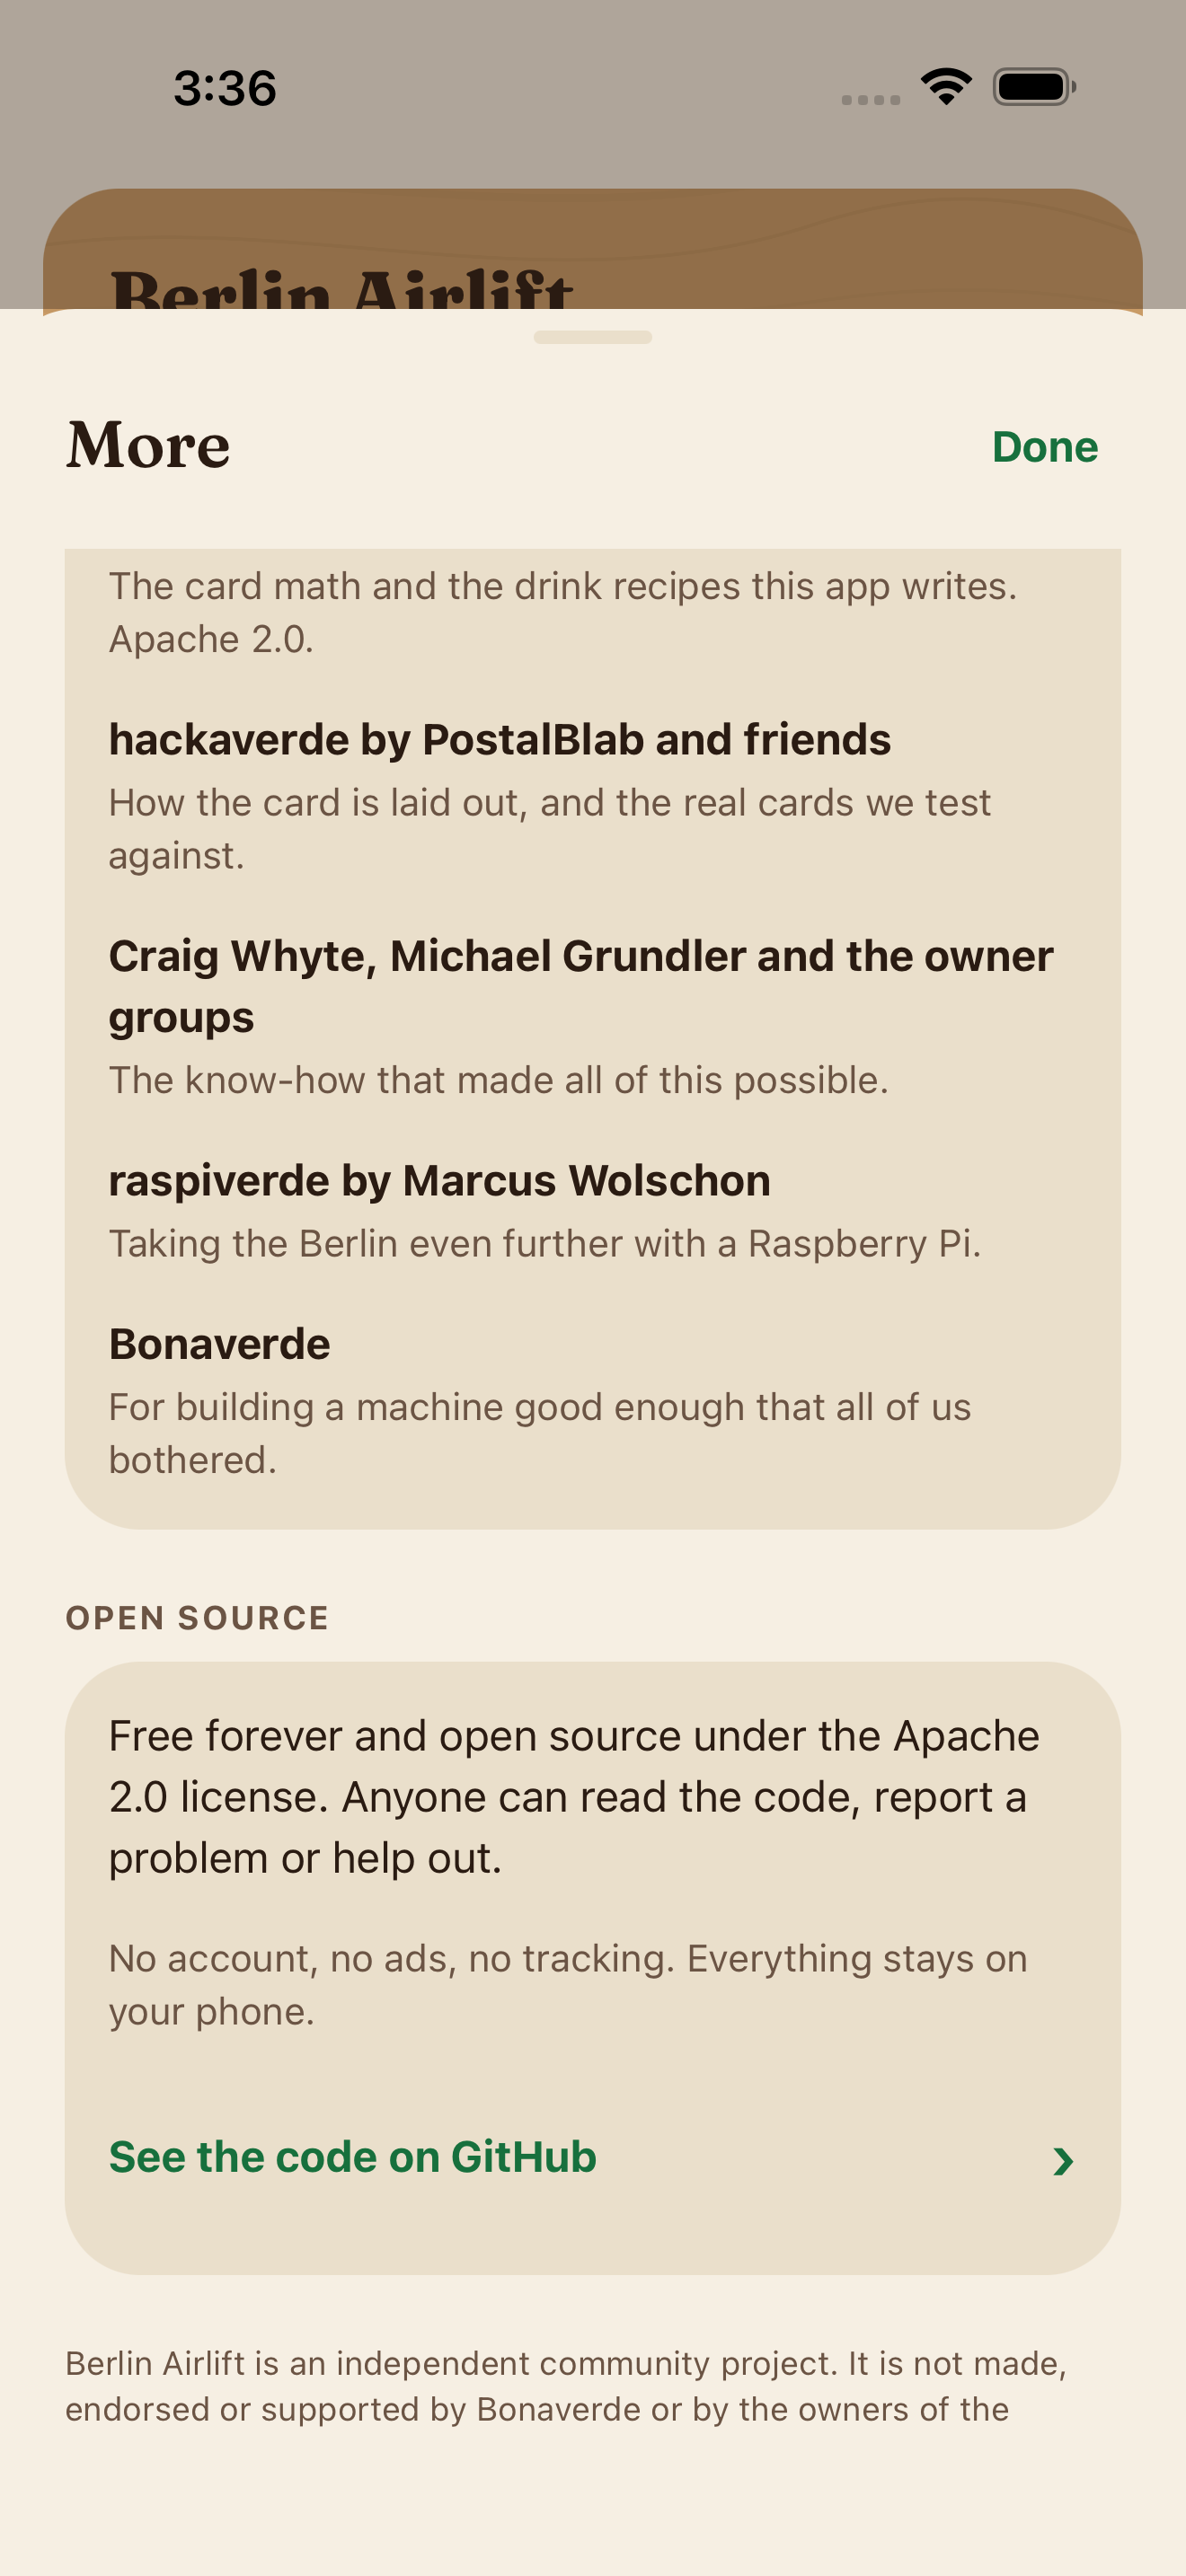 3:36
Berlin Airlift
More
Done
The card math and the drink recipes this app writes.
Apache 2.0.
hackaverde by PostalBlab and friends
How the card is laid out, and the real cards we test
against.
Craig Whyte, Michael Grundler and the owner
groups
The know-how that made all of this possible.
raspiverde by Marcus Wolschon
Taking the Berlin even further with a Raspberry Pi.
Bonaverde
For building a machine good enough that all of us
bothered.
OPEN SOURCE
Free forever and open source under the Apache
2.0 license. Anyone can read the code, report a
problem or help out.
No account, no ads, no tracking. Everything stays on
your phone.
See the code on GitHub
Berlin Airlift is an independent community project. It is not made,
endorsed or supported by Bonaverde or by the owners of the